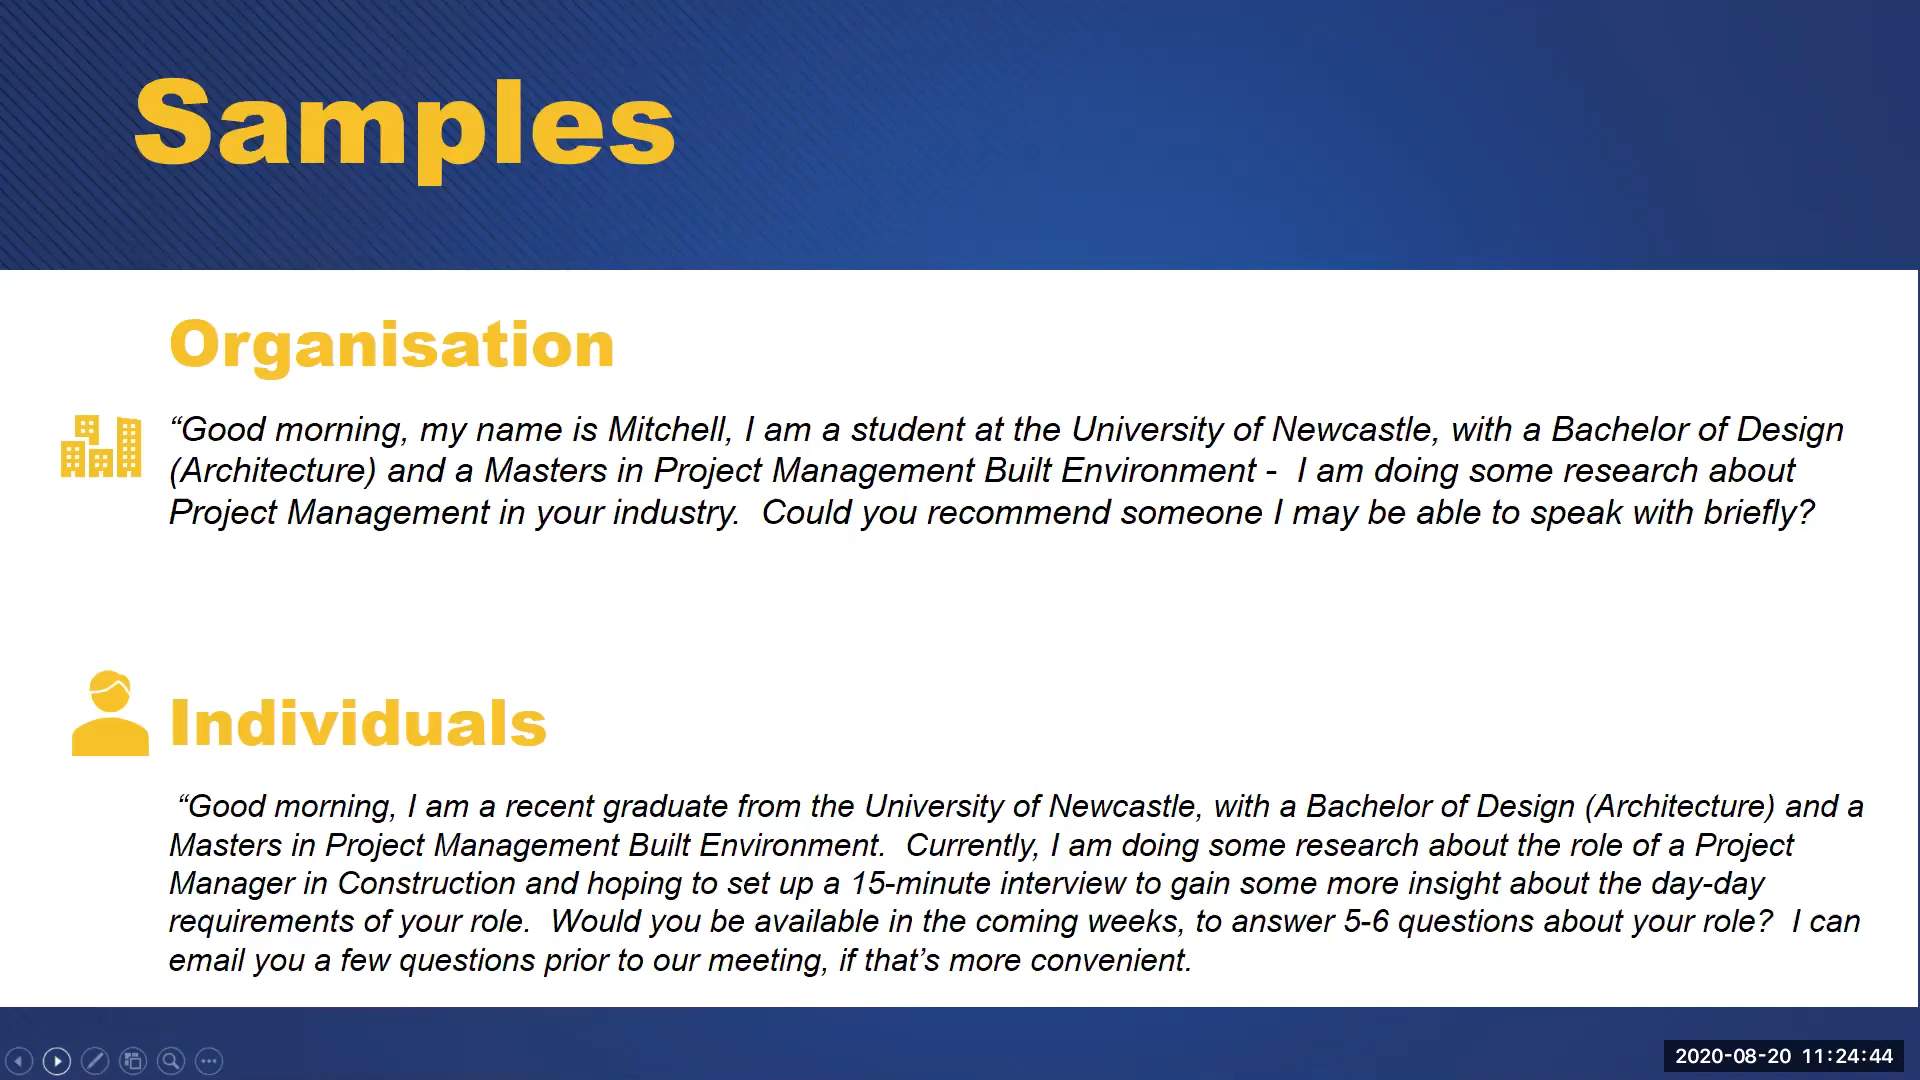 Samples
Organisation
“Good morning, my name is Mitchell, I am a student at the University of Newcastle, with a Bachelor of Design
(Architecture) and a Masters in Project Management Built Environment -  I am doing some research about
Project Management in your industry.  Could you recommend someone I may be able to speak with briefly?
Individuals
“Good morning, I am a recent graduate from the University of Newcastle, with a Bachelor of Design (Architecture) and a
Masters in Project Management Built Environment.  Currently, I am doing some research about the role of a Project
Manager in Construction and hoping to set up a 15-minute interview to gain some more insight about the day-day
requirements of your role.  Would you be available in the coming weeks, to answer 5-6 questions about your role?  I can
email you a few questions prior to our meeting, if that’s more convenient.
2020-08-20  11:24:44